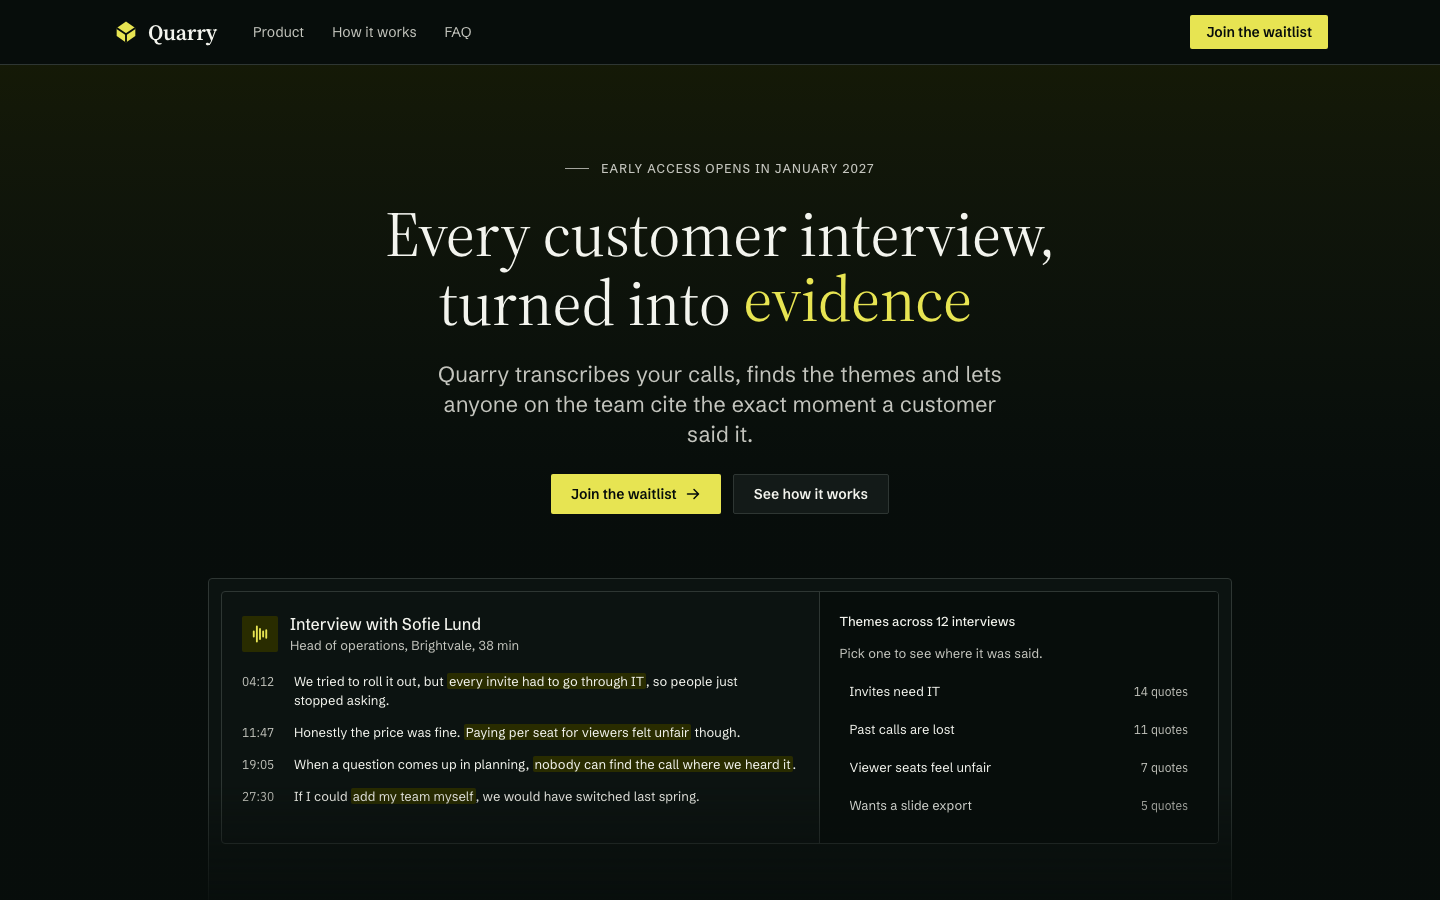 Quarry
Product
How it works
FAQ
Join the waitlist
EARLY ACCESS OPENS IN JANUARY 2027
Every customer interview,
turned into evidence
Quarry transcribes your calls, finds the themes and lets
anyone on the team cite the exact moment a customer
said it.
Join the waitlist
See how it works
Interview with Sofie Lund
Head of operations, Brightvale, 38 min
04:12 We tried to roll it out, but every invite had to go through IT, so people just
stopped asking.
11:47 Honestly the price was fine. Paying per seat for viewers felt unfair though.
19:05 When a question comes up in planning, nobody can find the call where we heard it.
27:30 If I could add my team myself, we would have switched last spring.
Themes across 12 interviews
Pick one to see where it was said.
Invites need IT 14 quotes
Past calls are lost 11 quotes
Viewer seats feel unfair 7 quotes
Wants a slide export 5 quotes